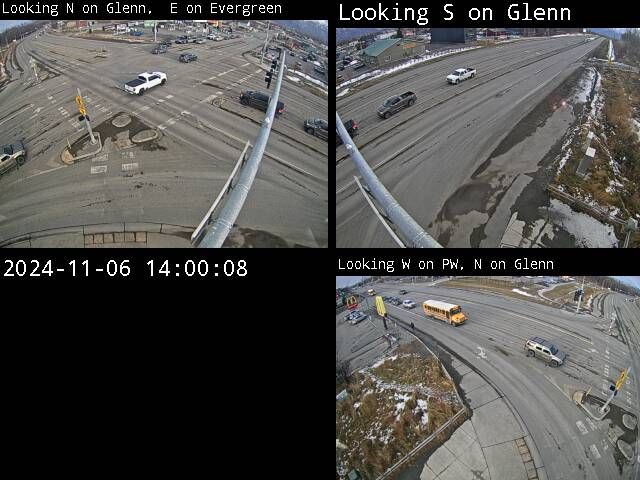 Looking N on Glenn, E on Evergreen
Looking S on Glenn
2024-11-06 14:00:08
Looking W on PW, N on Glenn